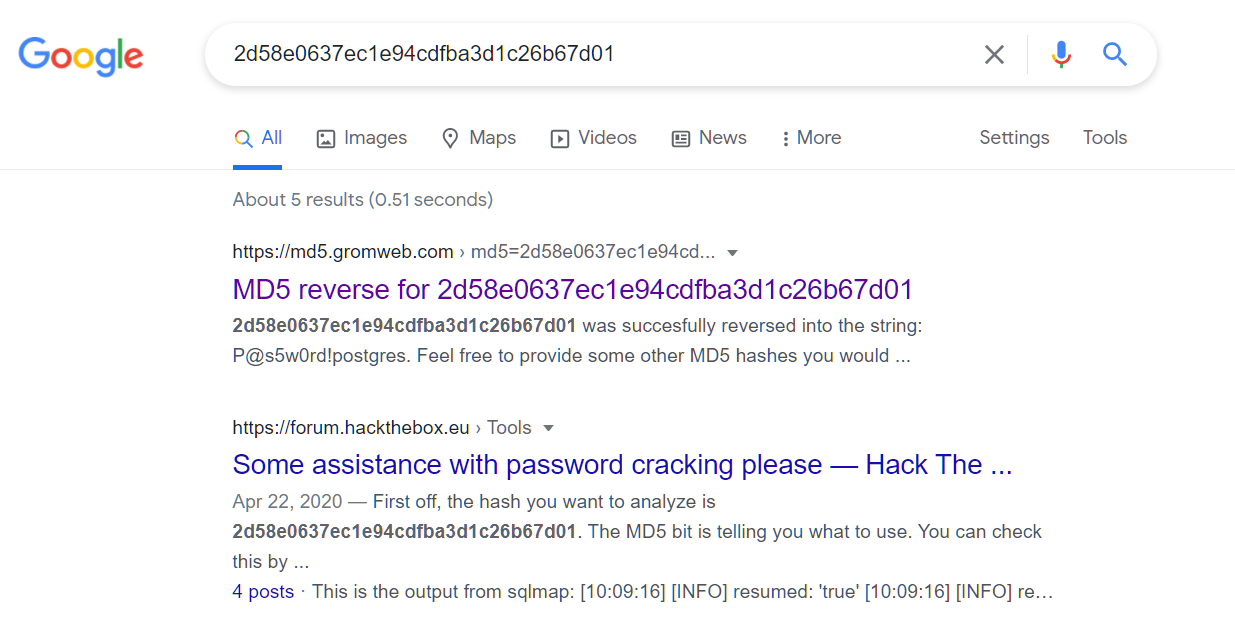 Google
2d58e0637ec1e94cdfba3d1c26b67d01
All Images Maps Videos News More Settings Tools
About 5 results (0.51 seconds)
https://md5.gromweb.com › md5=2d58e0637ec1e94cd...
MD5 reverse for 2d58e0637ec1e94cdfba3d1c26b67d01
2d58e0637ec1e94cdfba3d1c26b67d01 was succesfully reversed into the string:
P@s5w0rd!postgres. Feel free to provide some other MD5 hashes you would ...
https://forum.hackthebox.eu › Tools
Some assistance with password cracking please — Hack The ...
Apr 22, 2020 — First off, the hash you want to analyze is
2d58e0637ec1e94cdfba3d1c26b67d01. The MD5 bit is telling you what to use. You can check
this by ...
4 posts · This is the output from sqlmap: [10:09:16] [INFO] resumed: 'true' [10:09:16] [INFO] re…